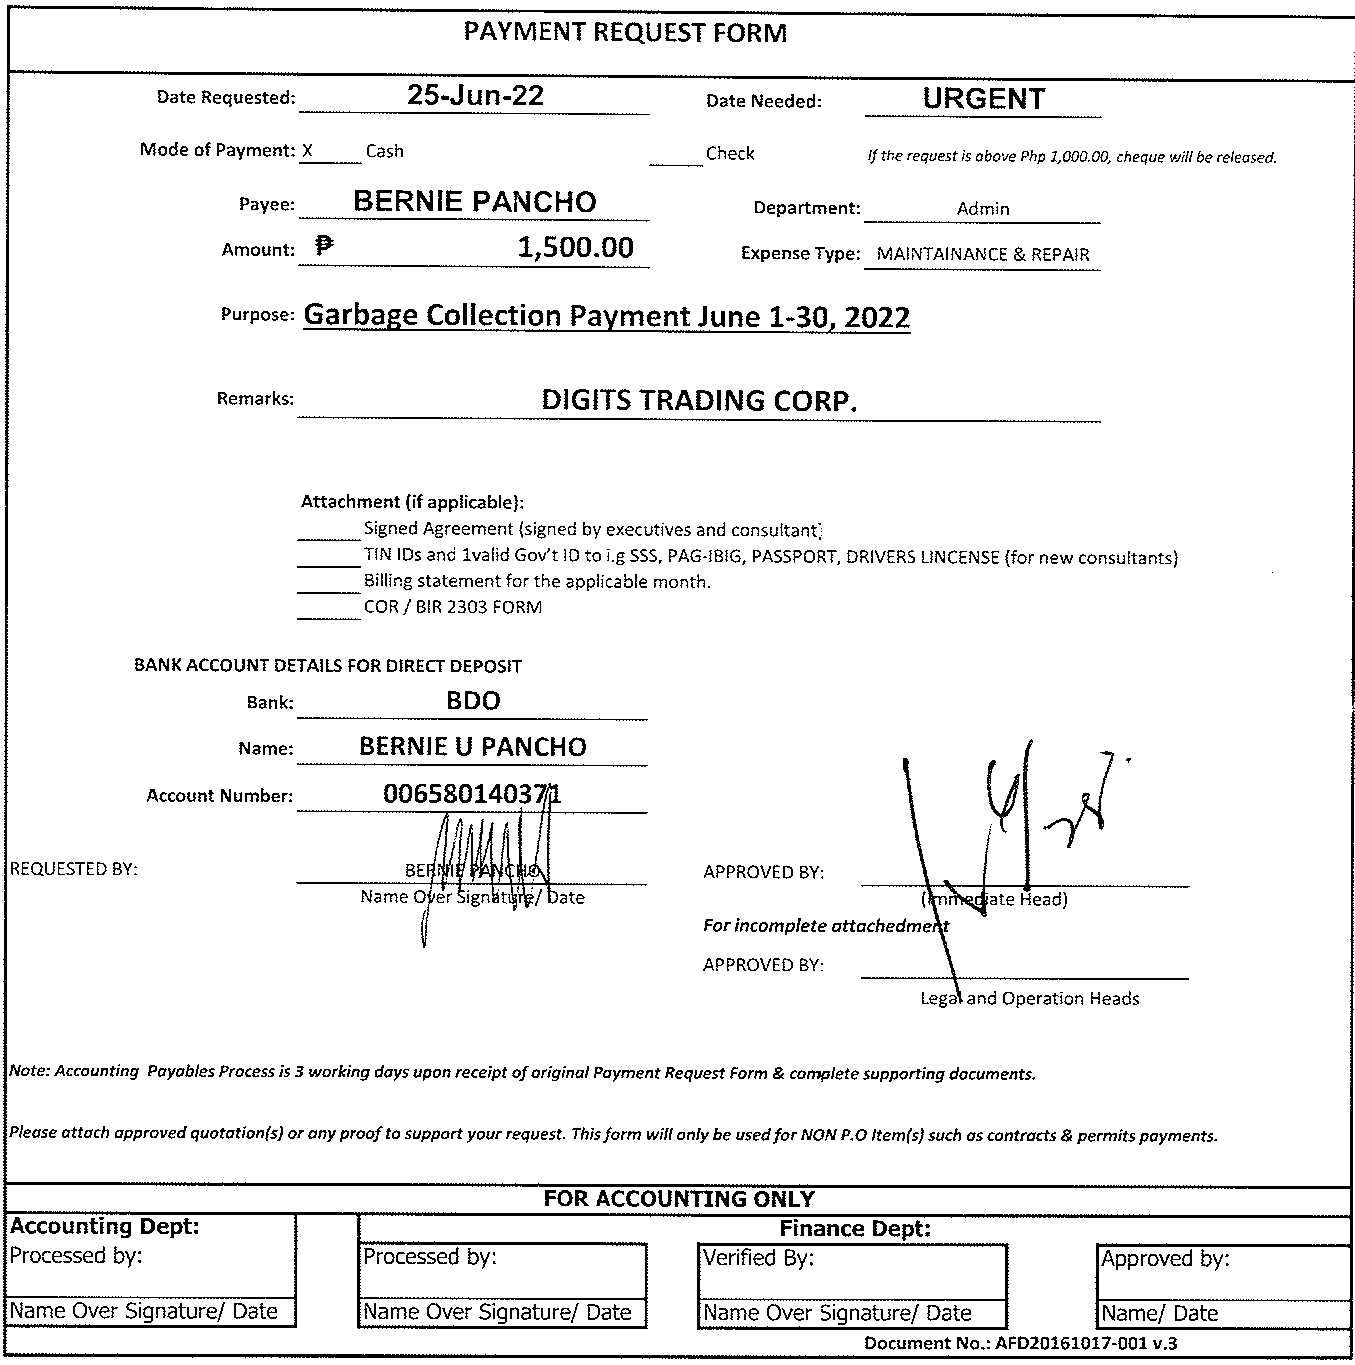 PAYMENT REQUEST FORM
Date Requested: 25-Jun-22 Date Needed: URGENT
Mode of Payment: X Cash Check If the request is above Php 1,000.00, cheque will be released.
Payee: BERNIE PANCHO Department: Admin
Amount: ₱ 1,500.00 Expense Type: MAINTAINANCE & REPAIR
Purpose: Garbage Collection Payment June 1-30, 2022
Remarks: DIGITS TRADING CORP.
Attachment (if applicable):
Signed Agreement (signed by executives and consultant)
TIN IDs and 1valid Gov't ID to i.g SSS, PAG-IBIG, PASSPORT, DRIVERS LINCENSE (for new consultants)
Billing statement for the applicable month.
COR / BIR 2303 FORM
BANK ACCOUNT DETAILS FOR DIRECT DEPOSIT
Bank: BDO
Name: BERNIE U PANCHO
Account Number: 006580140371
REQUESTED BY: BERNIE PANCHO APPROVED BY:
Name Over Signature/ Date (Immediate Head)
For incomplete attachedment
APPROVED BY:
Legal and Operation Heads
Note: Accounting Payables Process is 3 working days upon receipt of original Payment Request Form & complete supporting documents.
Please attach approved quotation(s) or any proof to support your request. This form will only be used for NON P.O Item(s) such as contracts & permits payments.
FOR ACCOUNTING ONLY
Accounting Dept: Finance Dept:
Processed by: Processed by: Verified By: Approved by:
Name Over Signature/ Date Name Over Signature/ Date Name Over Signature/ Date Name/ Date
Document No.: AFD20161017-001 v.3